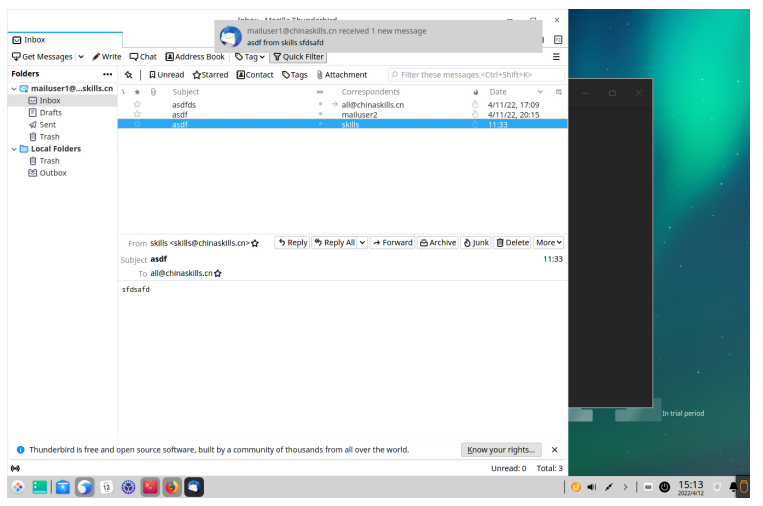 Inbox - Mozilla Thunderbird
mailuser1@chinaskills.cn received 1 new message
asdf from skills sfdsafd
Inbox
Get Messages Write Chat Address Book Tag Quick Filter
Folders Unread Starred Contact Tags Attachment Filter these messages <Ctrl+Shift+K>
mailuser1@...skills.cn Subject Correspondents Date
Inbox asdfds all@chinaskills.cn 4/11/22, 17:09
Drafts asdf mailuser2 4/11/22, 20:15
Sent asdf skills 11:33
Trash
Local Folders
Trash
Outbox
From skills <skills@chinaskills.cn> Reply Reply All Forward Archive Junk Delete More
Subject asdf 11:33
To all@chinaskills.cn
sfdsafd
In trial period
Thunderbird is free and open source software, built by a community of thousands from all over the world. Know your rights...
Unread: 0 Total: 3
12 15:13
2022/4/12